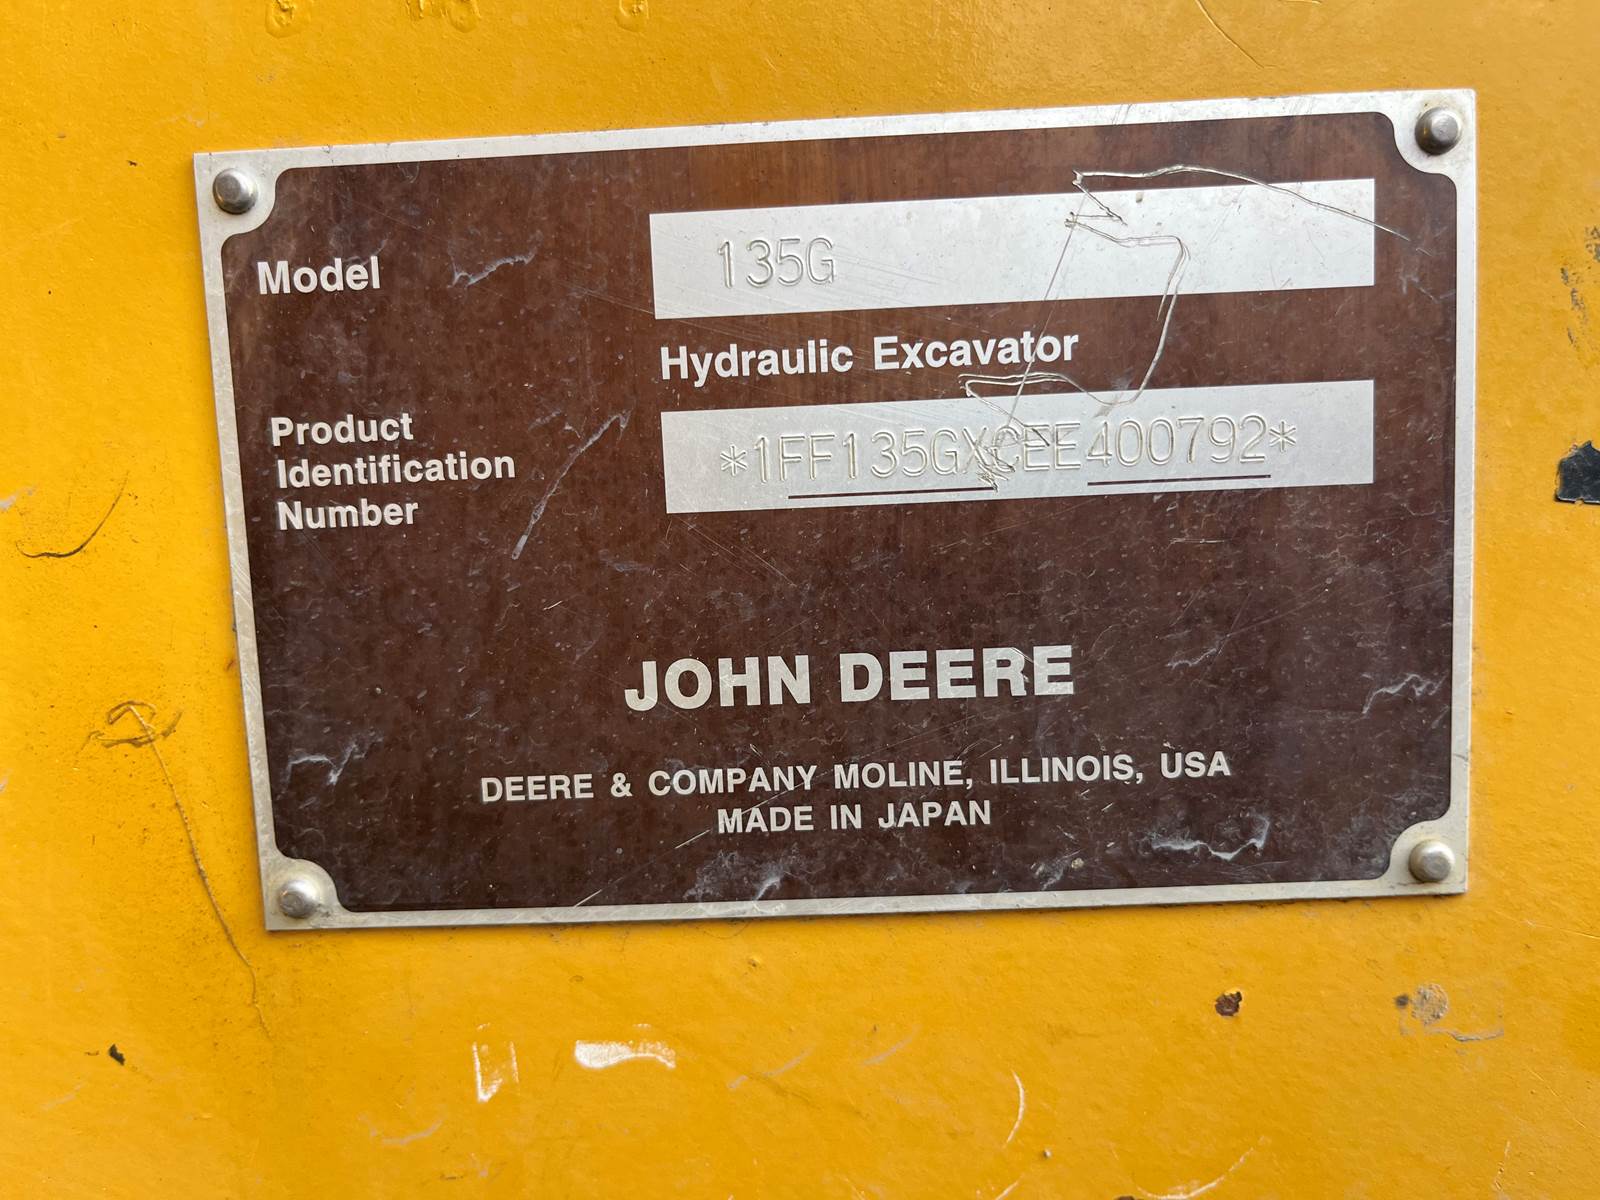 Model
135G
Hydraulic Excavator
Product
Identification
Number
*1FF135GXCEE400792*
JOHN DEERE
DEERE & COMPANY MOLINE, ILLINOIS, USA
MADE IN JAPAN